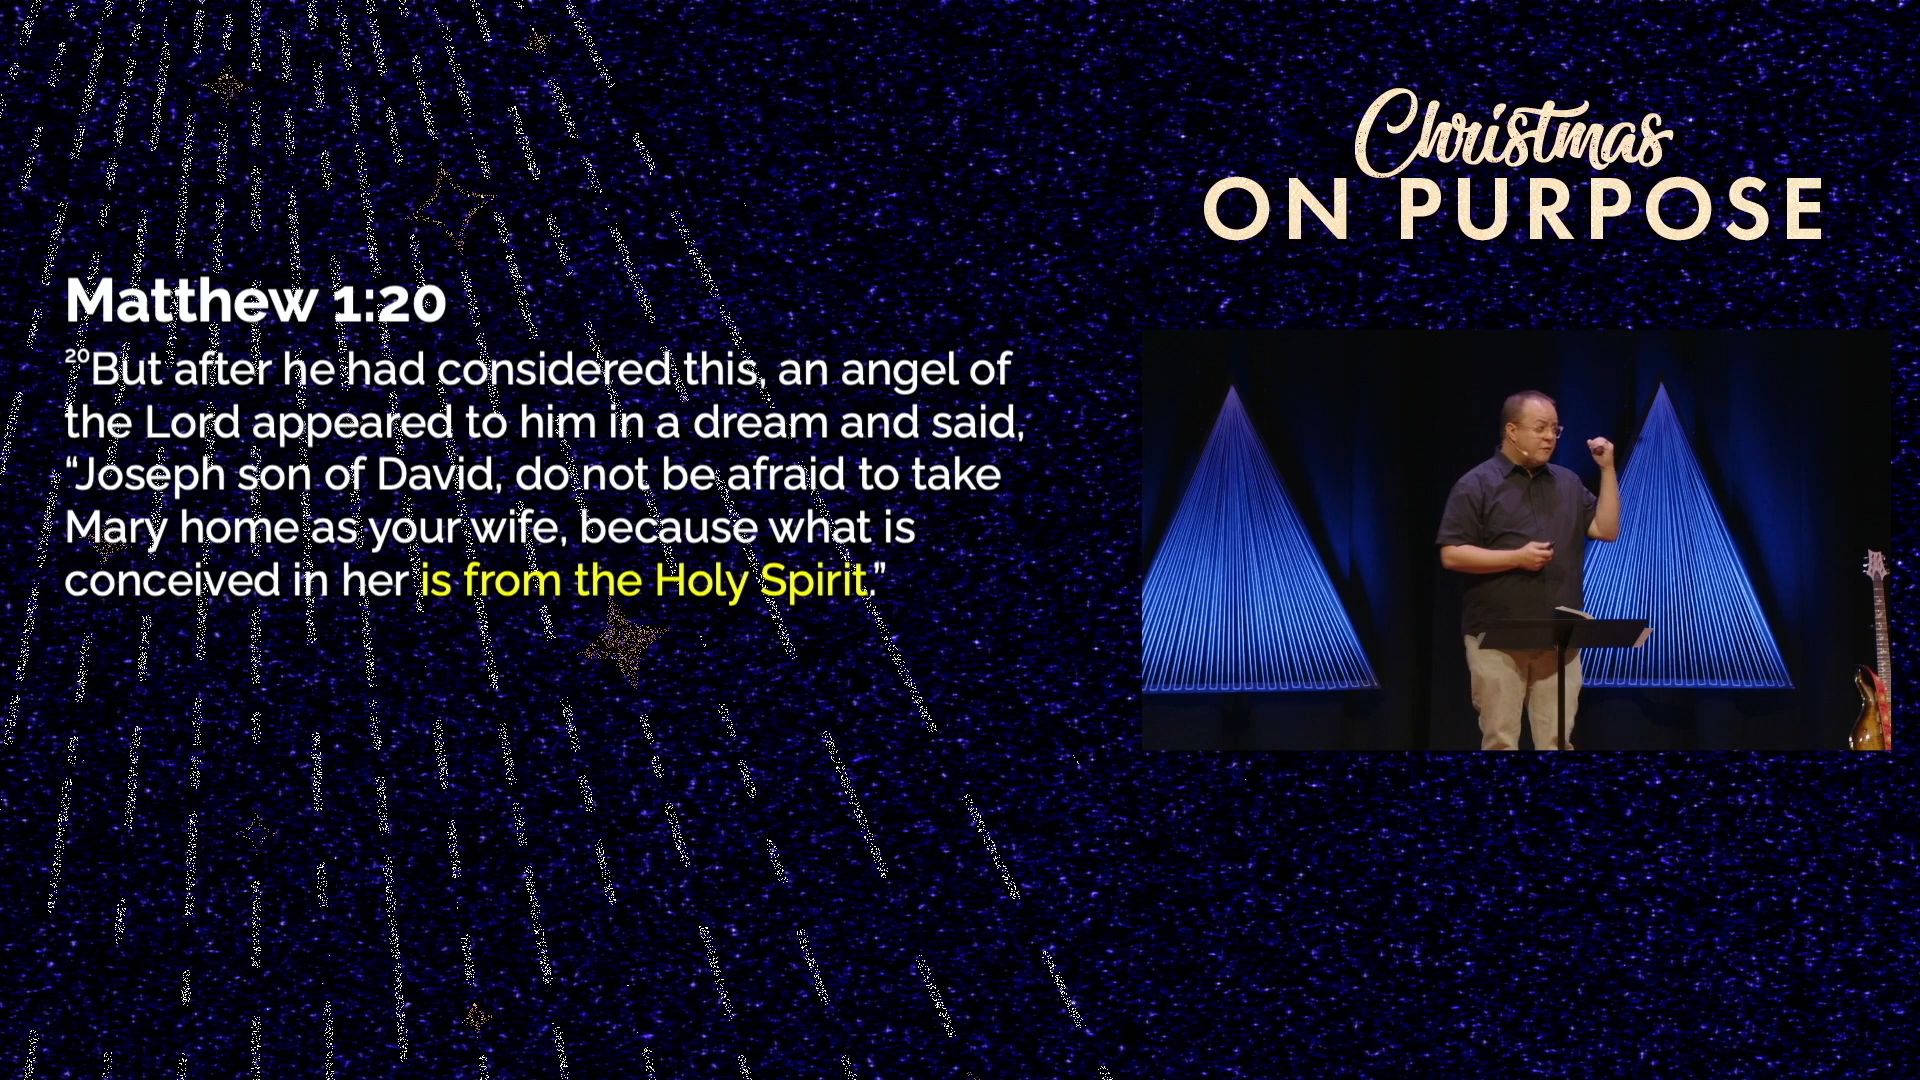 Christmas
ON PURPOSE
Matthew 1:20
²⁰But after he had considered this, an angel of
the Lord appeared to him in a dream and said,
“Joseph son of David, do not be afraid to take
Mary home as your wife, because what is
conceived in her is from the Holy Spirit.”